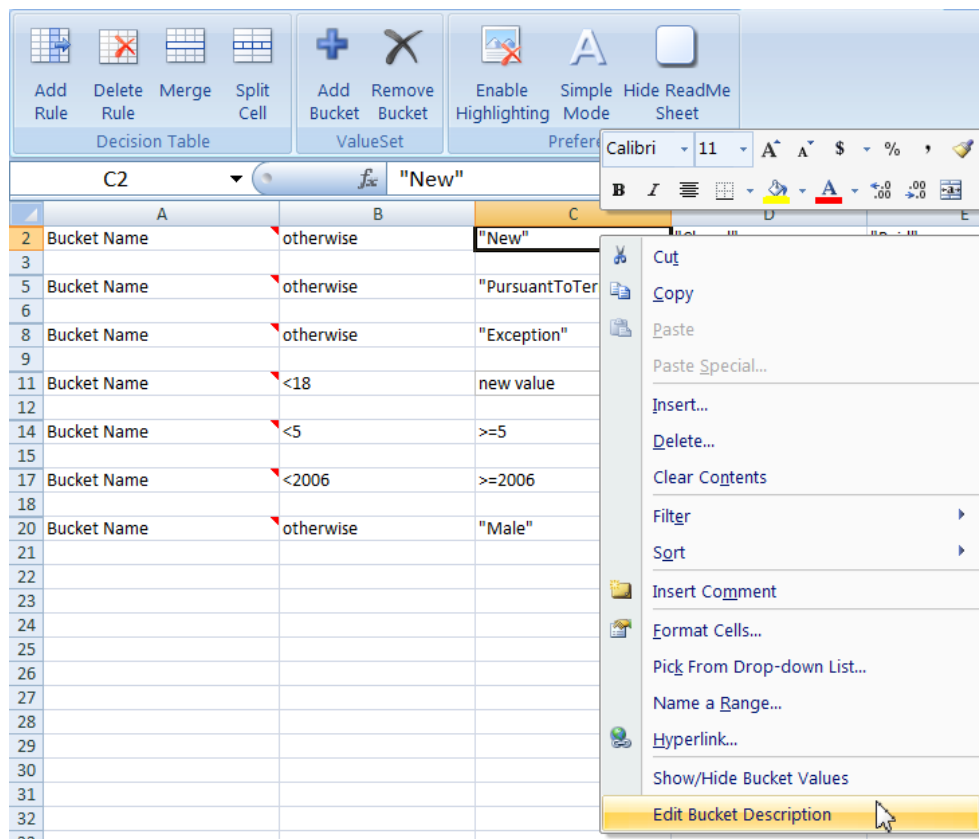 Add Delete Merge Split Add Remove Enable Simple Hide ReadMe
Rule Rule Cell Bucket Bucket Highlighting Mode Sheet
Decision Table ValueSet Prefere
Calibri 11 A A $ % ,
B I A .00 .00 a
C2 fx "New"
A B C D E
2 Bucket Name otherwise "New"
3
5 Bucket Name otherwise "PursuantToTer
6
8 Bucket Name otherwise "Exception"
9
11 Bucket Name <18 new value
12
14 Bucket Name <5 >=5
15
17 Bucket Name <2006 >=2006
18
20 Bucket Name otherwise "Male"
21
22
23
24
25
26
27
28
29
30
31
32
Cut
Copy
Paste
Paste Special...
Insert...
Delete...
Clear Contents
Filter
Sort
Insert Comment
Format Cells...
Pick From Drop-down List...
Name a Range...
Hyperlink...
Show/Hide Bucket Values
Edit Bucket Description